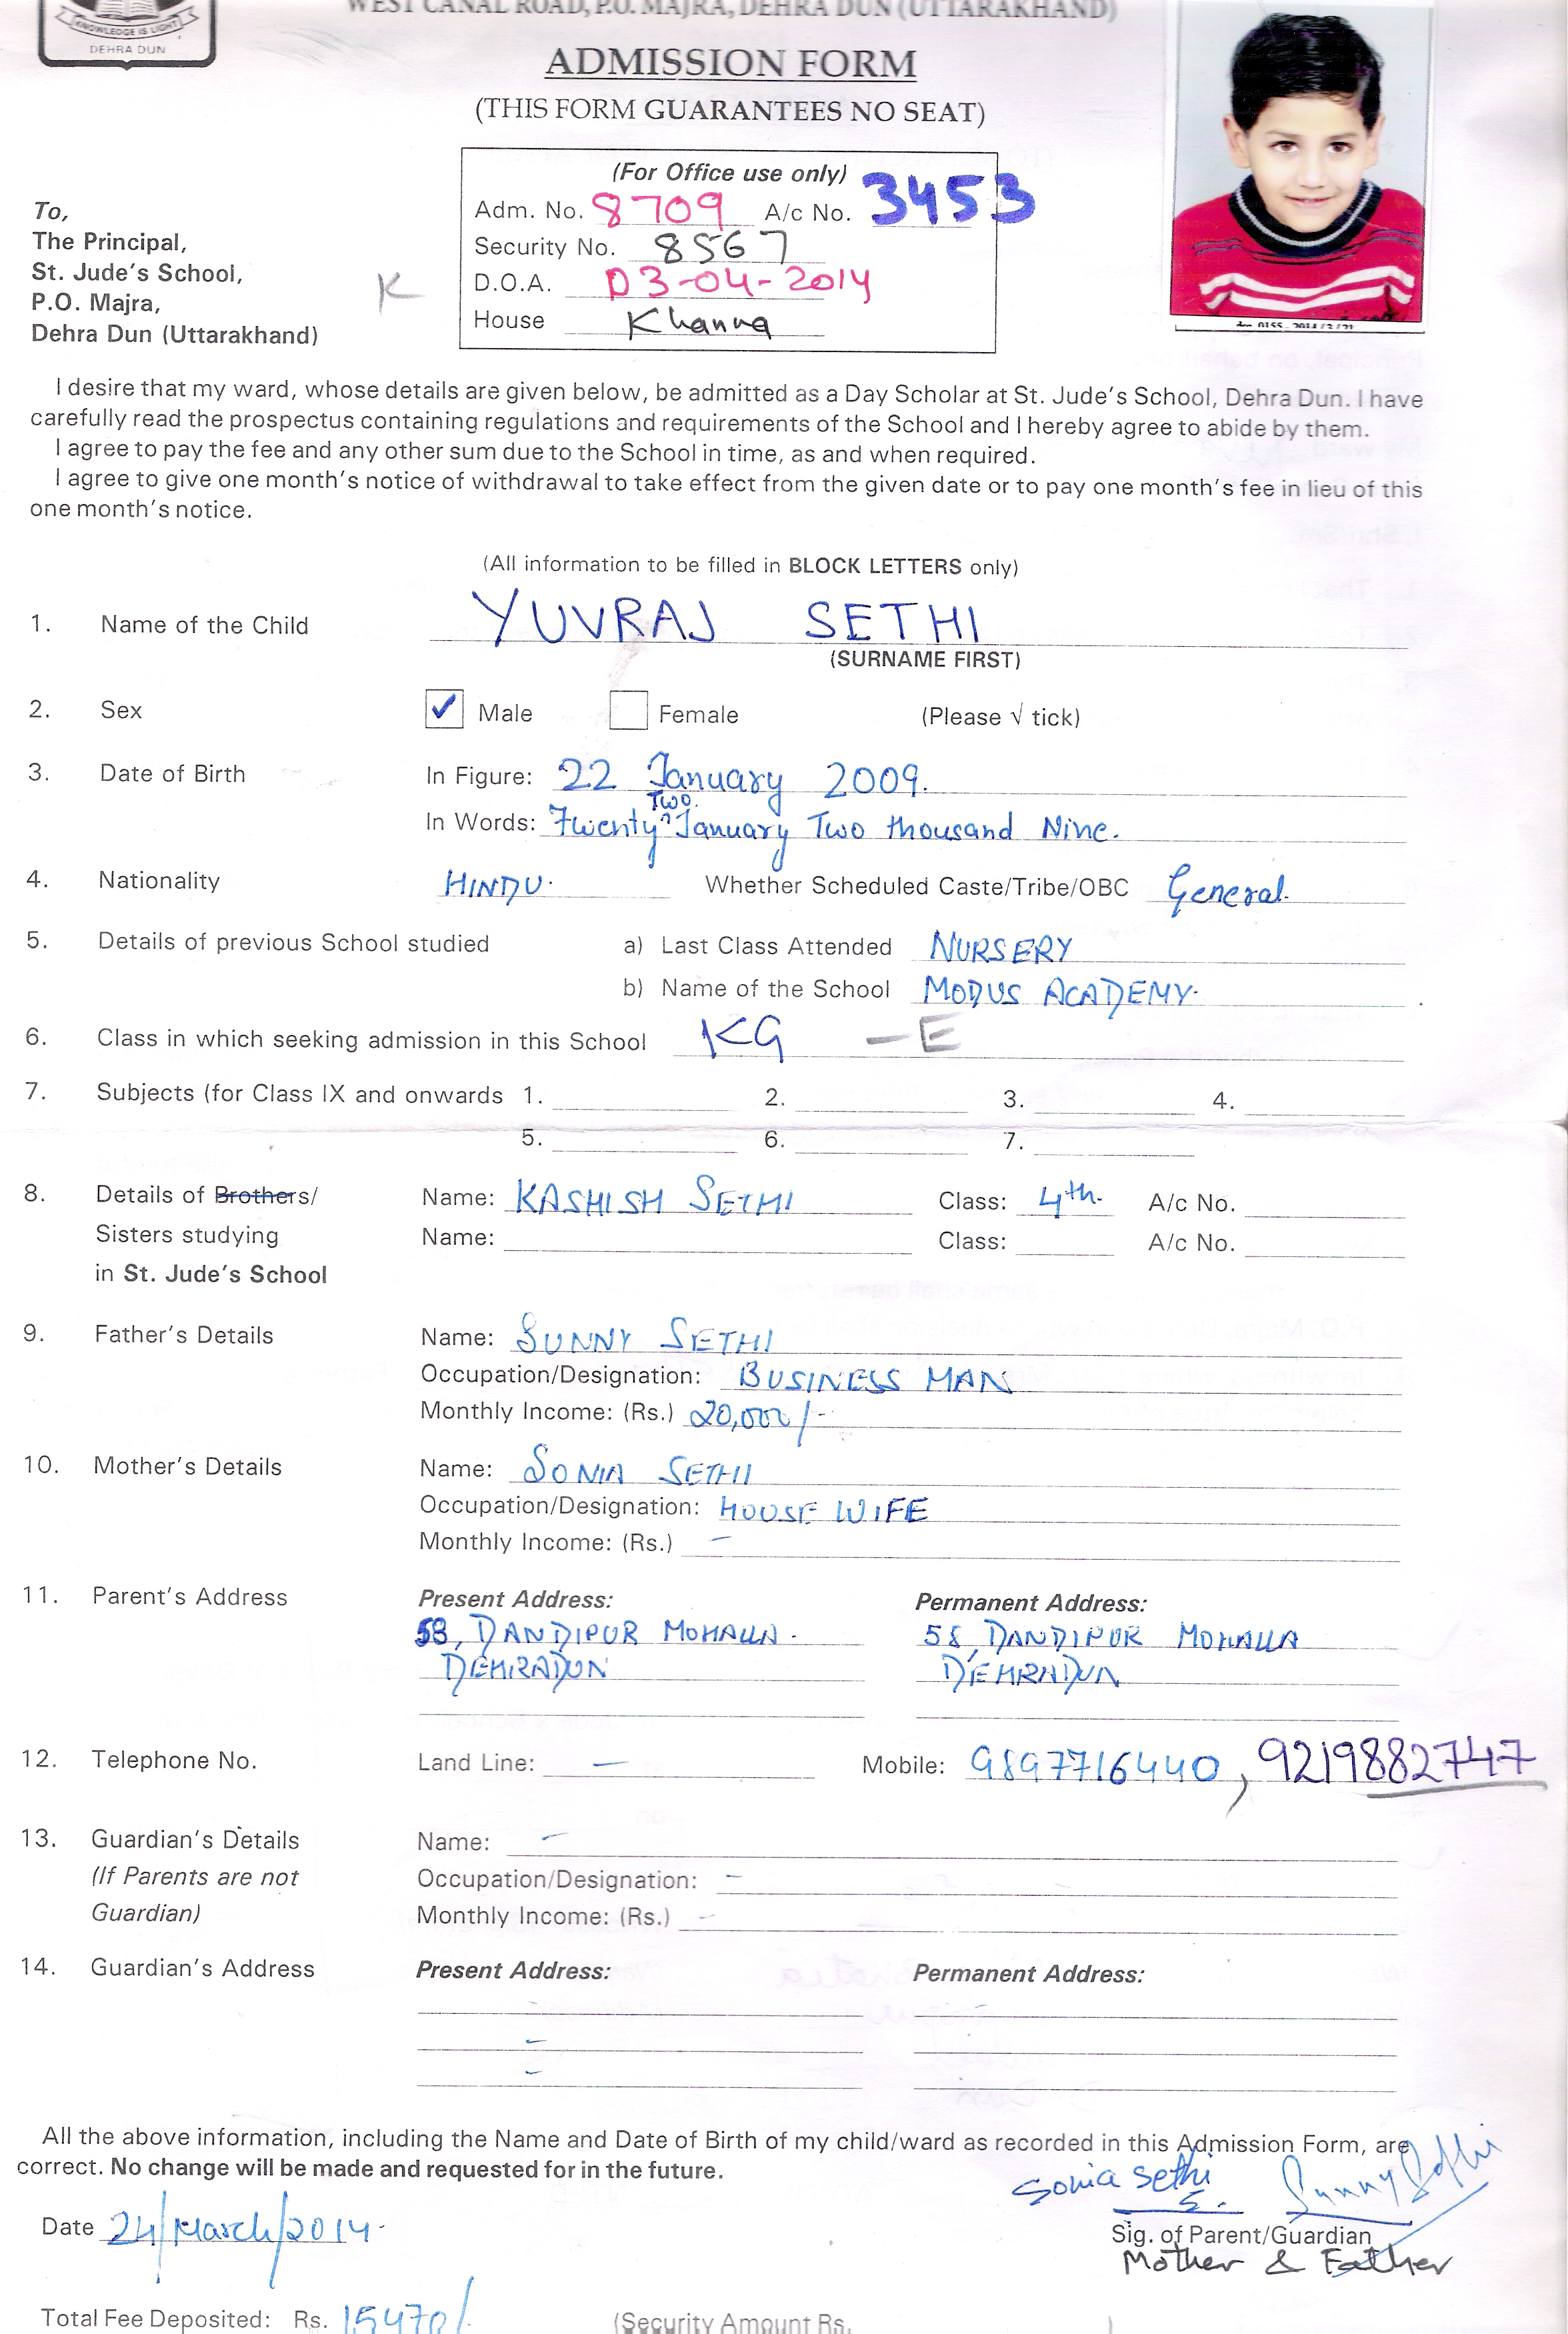 WEST CANAL ROAD, P.O. MAJRA, DEHRA DUN (UTTARAKHAND)
KNOWLEDGE IS LIGHT
DEHRA DUN
ADMISSION FORM
(THIS FORM GUARANTEES NO SEAT)
(For Office use only)
Adm. No. 8709 A/c No. 3453
Security No. 8567
D.O.A. 03-04-2014
House Khanna
To,
The Principal,
St. Jude's School,
P.O. Majra,
Dehra Dun (Uttarakhand)
K
I desire that my ward, whose details are given below, be admitted as a Day Scholar at St. Jude's School, Dehra Dun. I have
carefully read the prospectus containing regulations and requirements of the School and I hereby agree to abide by them.
I agree to pay the fee and any other sum due to the School in time, as and when required.
I agree to give one month's notice of withdrawal to take effect from the given date or to pay one month's fee in lieu of this
one month's notice.
(All information to be filled in BLOCK LETTERS only)
1. Name of the Child YUVRAJ SETHI
(SURNAME FIRST)
2. Sex ✓ Male Female (Please √ tick)
3. Date of Birth In Figure: 22 January 2009.
In Words: Twenty Two January Two thousand Nine.
4. Nationality HINDU. Whether Scheduled Caste/Tribe/OBC General.
5. Details of previous School studied a) Last Class Attended NURSERY
b) Name of the School MODUS ACADEMY.
6. Class in which seeking admission in this School KG -E
7. Subjects (for Class IX and onwards 1. 2. 3. 4.
5. 6. 7.
8. Details of Brothers/ Name: KASHISH SETHI Class: 4th. A/c No.
Sisters studying Name: Class: A/c No.
in St. Jude's School
9. Father's Details Name: SUNNY SETHI
Occupation/Designation: BUSINESS MAN
Monthly Income: (Rs.) 20,000/-
10. Mother's Details Name: SONIA SETHI
Occupation/Designation: HOUSE WIFE
Monthly Income: (Rs.) -
11. Parent's Address Present Address: Permanent Address:
58, DANDIPUR MOHALLA. 58, DANDIPUR MOHALLA
DEHRADUN DEHRADUN
12. Telephone No. Land Line: - Mobile: 9897716440, 9219882747
13. Guardian's Details Name: -
(If Parents are not Occupation/Designation: -
Guardian) Monthly Income: (Rs.) -
14. Guardian's Address Present Address: Permanent Address:
-
-
-
All the above information, including the Name and Date of Birth of my child/ward as recorded in this Admission Form, are
correct. No change will be made and requested for in the future.
Sonia Sethi Sunny Sethi
Date 24/March/2014. Sig. of Parent/Guardian
Mother & Father
Total Fee Deposited: Rs. 15470/ (Security Amount Rs. )